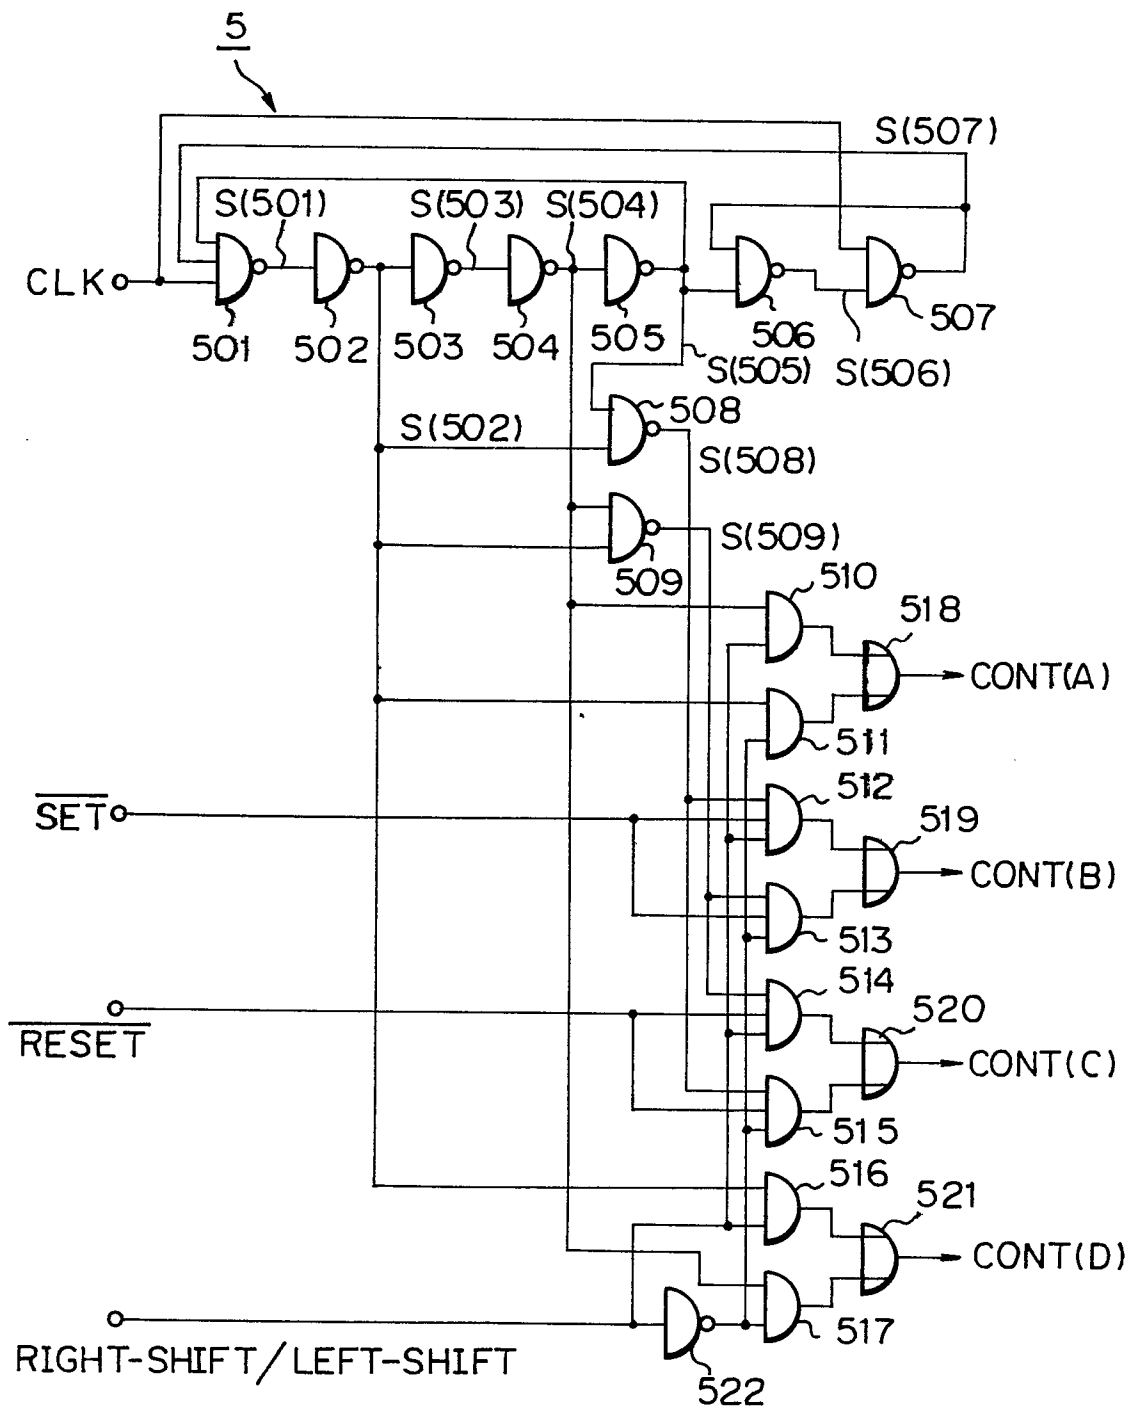 5
S(507)
S(501)
S(503)
S(504)
CLK
501
502
503
504
505
506
507
S(505)
S(506)
508
S(502)
S(508)
S(509)
509
510
518
CONT(A)
511
512
SET
519
CONT(B)
513
514
520
RESET
CONT(C)
515
516
521
CONT(D)
517
RIGHT-SHIFT/LEFT-SHIFT
522